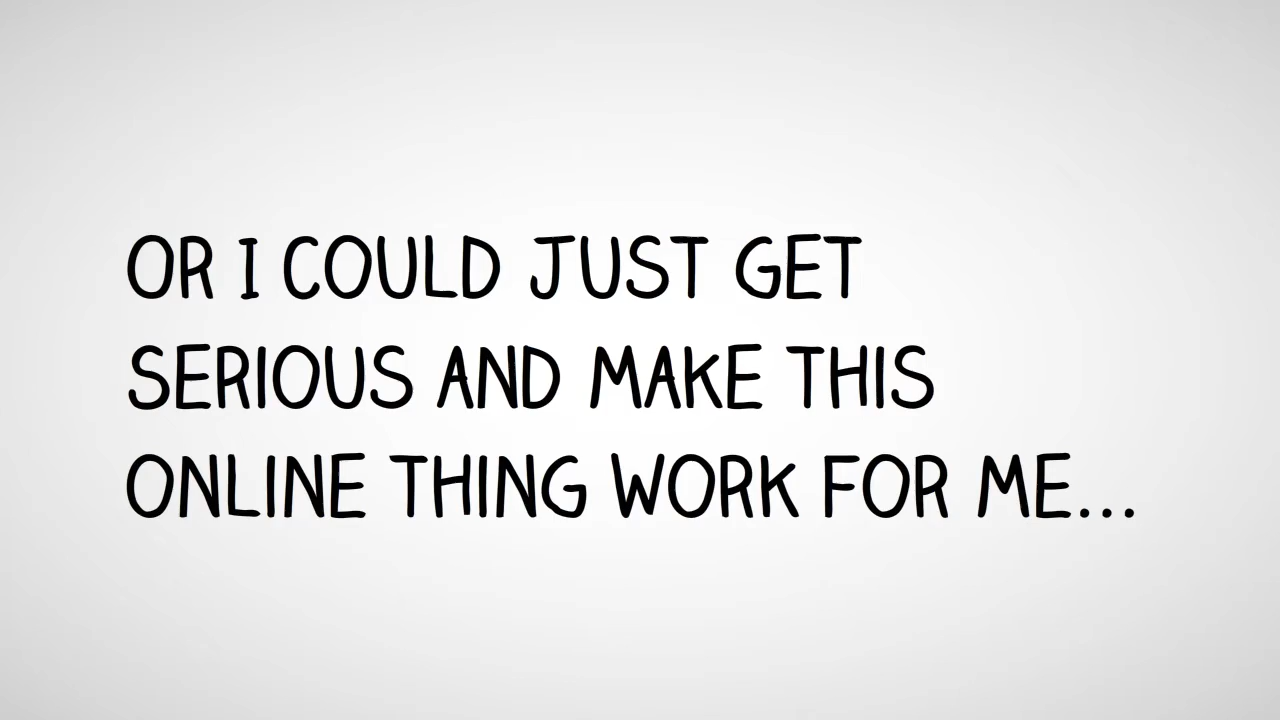 OR I COULD JUST GET
SERIOUS AND MAKE THIS
ONLINE THING WORK FOR ME...